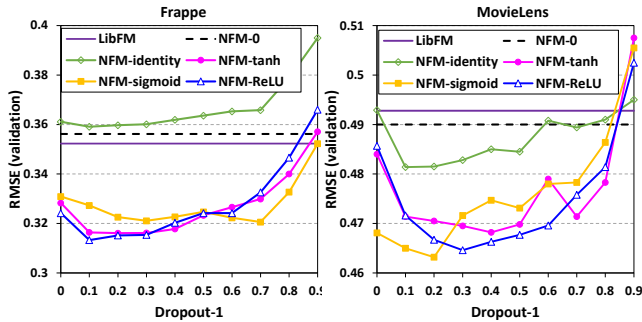 Frappe
0.4
0.38
0.36
0.34
0.32
0.3
RMSE (validation)
LibFM
NFM-0
NFM-identity
NFM-tanh
NFM-sigmoid
NFM-ReLU
0 0.1 0.2 0.3 0.4 0.5 0.6 0.7 0.8 0.9
Dropout-1
MovieLens
0.51
0.5
0.49
0.48
0.47
0.46
RMSE (validation)
LibFM
NFM-0
NFM-identity
NFM-tanh
NFM-sigmoid
NFM-ReLU
0 0.1 0.2 0.3 0.4 0.5 0.6 0.7 0.8 0.9
Dropout-1